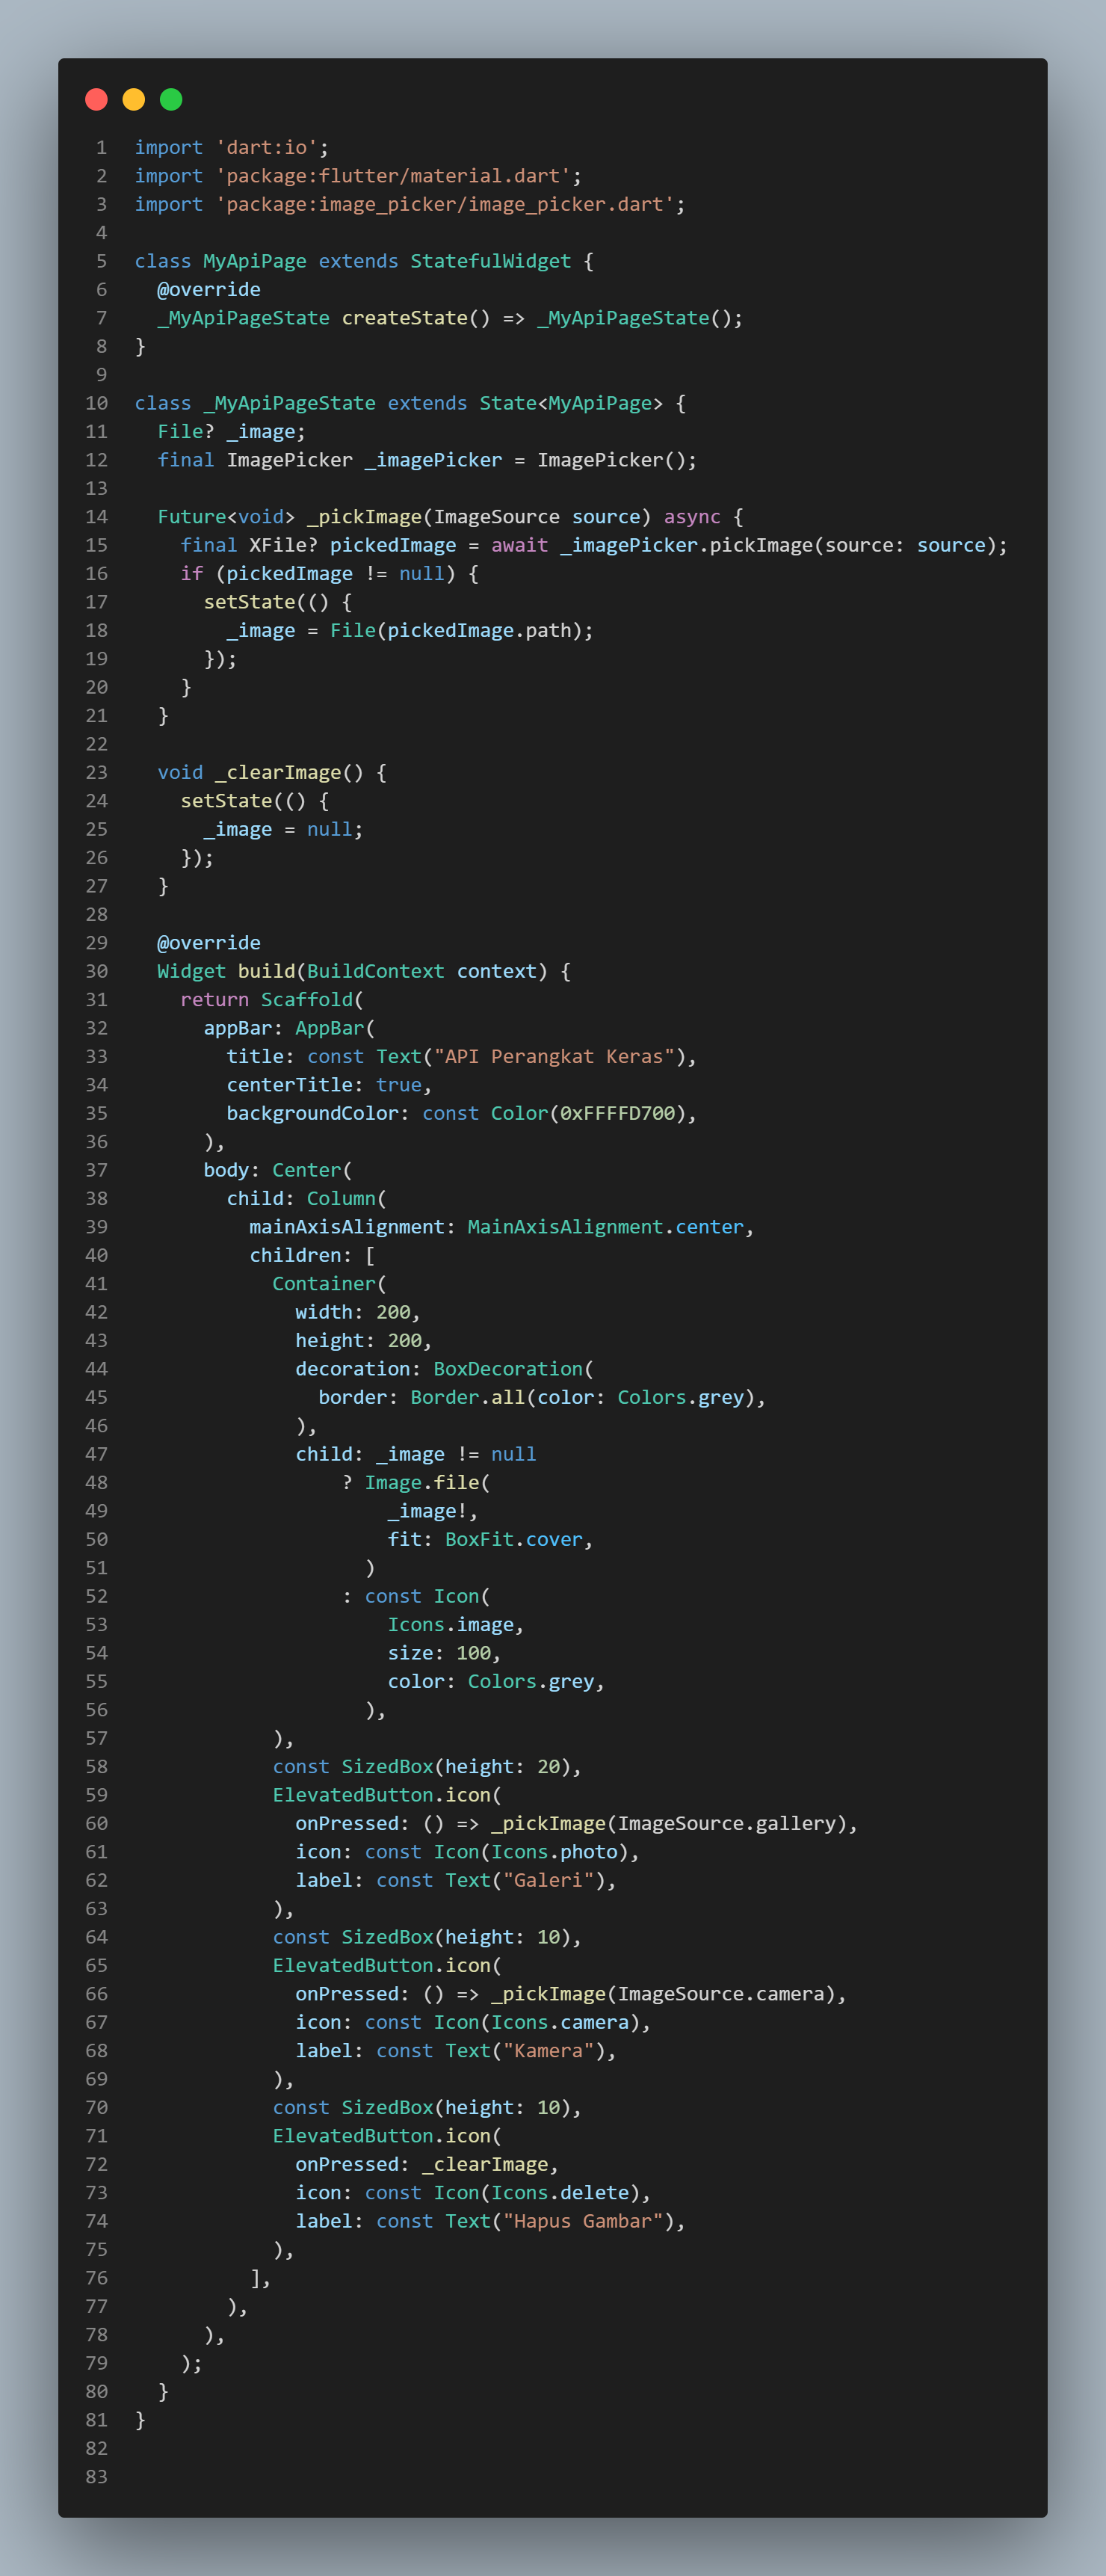 1 import 'dart:io';
2 import 'package:flutter/material.dart';
3 import 'package:image_picker/image_picker.dart';
4
5 class MyApiPage extends StatefulWidget {
6   @override
7   _MyApiPageState createState() => _MyApiPageState();
8 }
9
10 class _MyApiPageState extends State<MyApiPage> {
11   File? _image;
12   final ImagePicker _imagePicker = ImagePicker();
13
14   Future<void> _pickImage(ImageSource source) async {
15     final XFile? pickedImage = await _imagePicker.pickImage(source: source);
16     if (pickedImage != null) {
17       setState(() {
18         _image = File(pickedImage.path);
19       });
20     }
21   }
22
23   void _clearImage() {
24     setState(() {
25       _image = null;
26     });
27   }
28
29   @override
30   Widget build(BuildContext context) {
31     return Scaffold(
32       appBar: AppBar(
33         title: const Text("API Perangkat Keras"),
34         centerTitle: true,
35         backgroundColor: const Color(0xFFFFD700),
36       ),
37       body: Center(
38         child: Column(
39           mainAxisAlignment: MainAxisAlignment.center,
40           children: [
41             Container(
42               width: 200,
43               height: 200,
44               decoration: BoxDecoration(
45                 border: Border.all(color: Colors.grey),
46               ),
47               child: _image != null
48                   ? Image.file(
49                       _image!,
50                       fit: BoxFit.cover,
51                     )
52                   : const Icon(
53                       Icons.image,
54                       size: 100,
55                       color: Colors.grey,
56                     ),
57             ),
58             const SizedBox(height: 20),
59             ElevatedButton.icon(
60               onPressed: () => _pickImage(ImageSource.gallery),
61               icon: const Icon(Icons.photo),
62               label: const Text("Galeri"),
63             ),
64             const SizedBox(height: 10),
65             ElevatedButton.icon(
66               onPressed: () => _pickImage(ImageSource.camera),
67               icon: const Icon(Icons.camera),
68               label: const Text("Kamera"),
69             ),
70             const SizedBox(height: 10),
71             ElevatedButton.icon(
72               onPressed: _clearImage,
73               icon: const Icon(Icons.delete),
74               label: const Text("Hapus Gambar"),
75             ),
76           ],
77         ),
78       ),
79     );
80   }
81 }
82
83